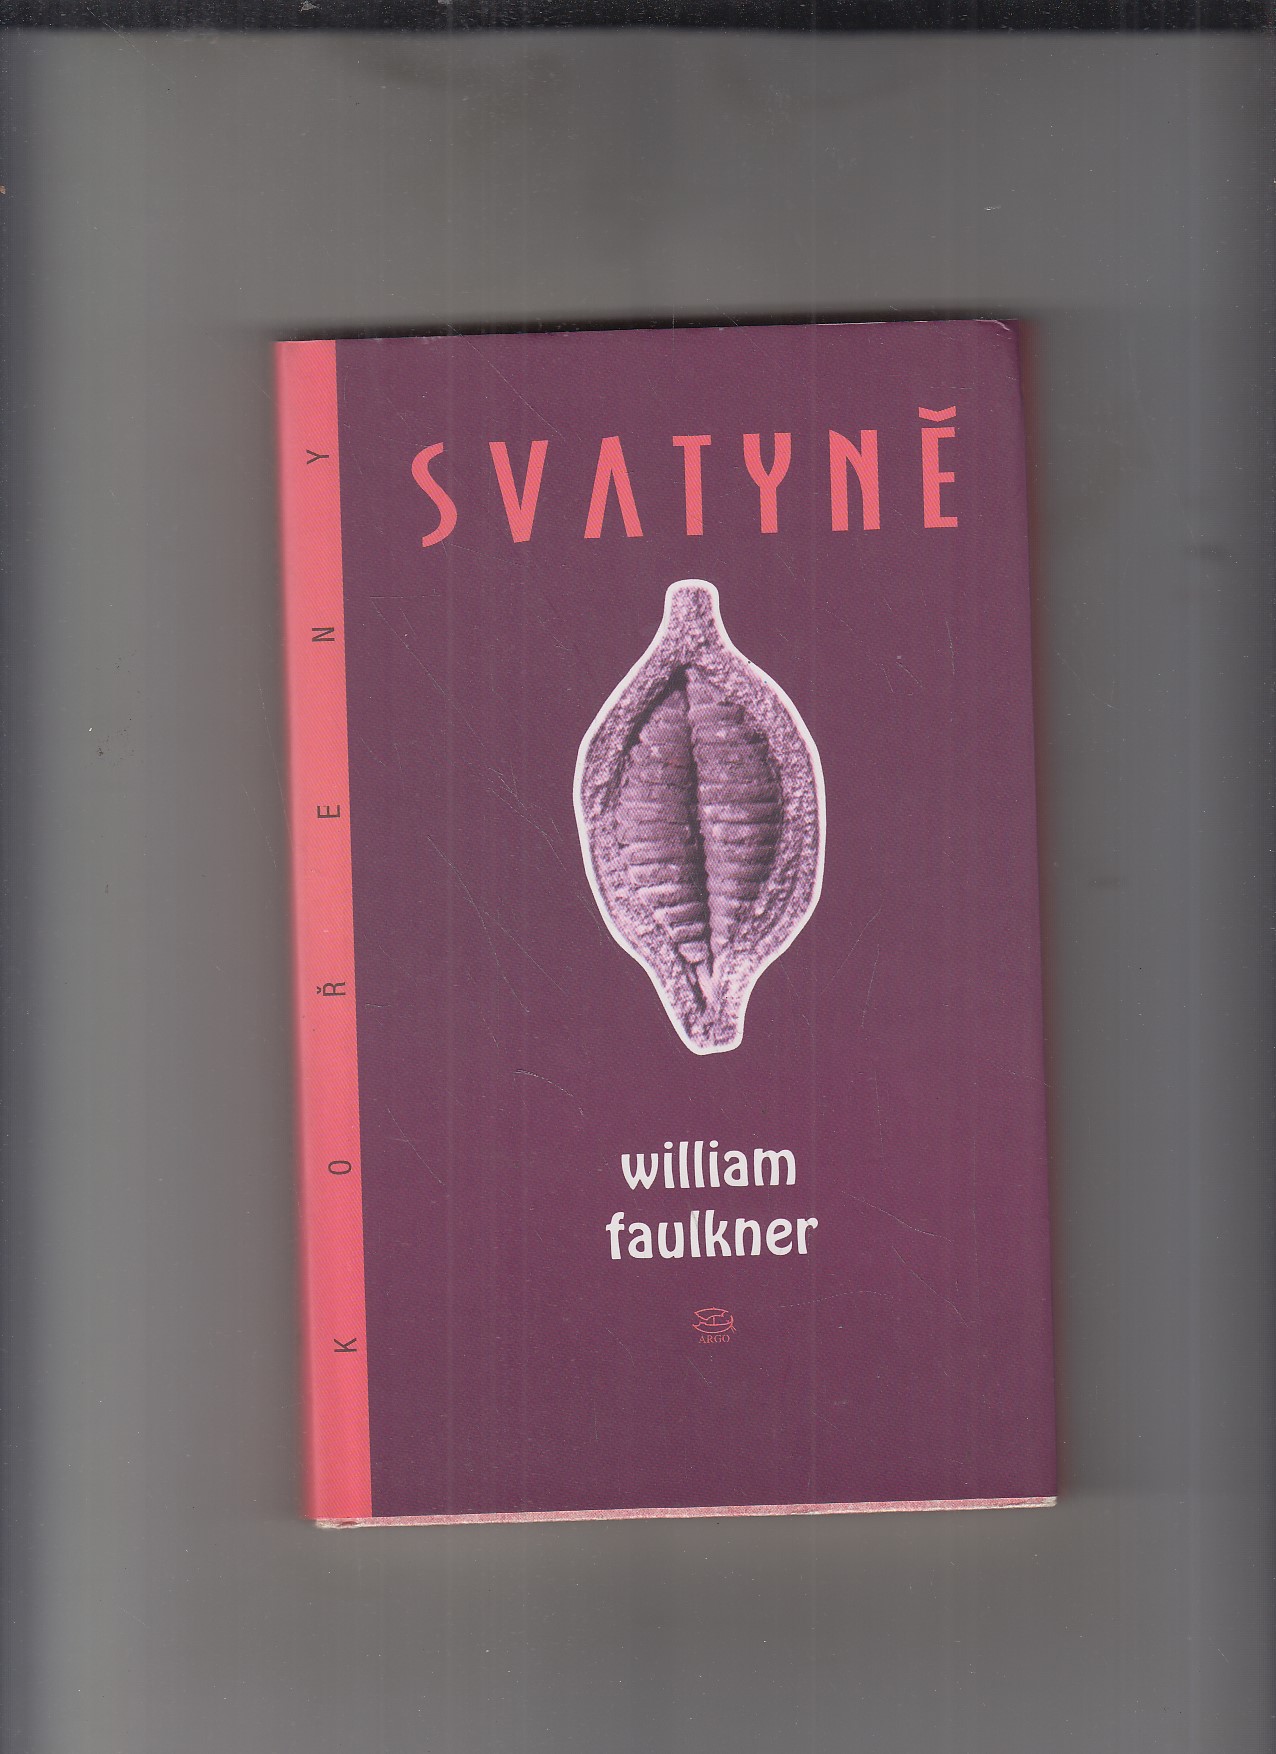 SVATYNĚ
william
faulkner
ARGO
KOŘENY